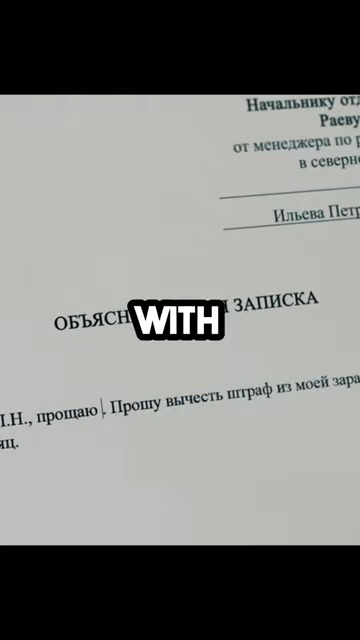 Начальнику отд
Раеву
от менеджера по р
в северно
Ильева Петр
ОБЪЯСН WITH Я ЗАПИСКА
І.Н., прощаю . Прошу вычесть штраф из моей зара
яц.